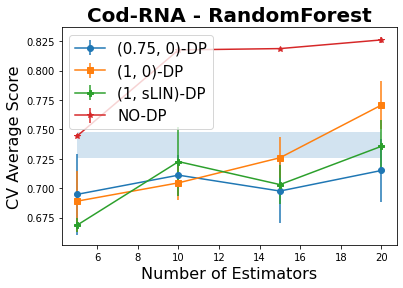 Cod-RNA - RandomForest
CV Average Score
0.825
0.800
0.775
0.750
0.725
0.700
0.675
(0.75, 0)-DP
(1, 0)-DP
(1, sLIN)-DP
NO-DP
6 8 10 12 14 16 18 20
Number of Estimators